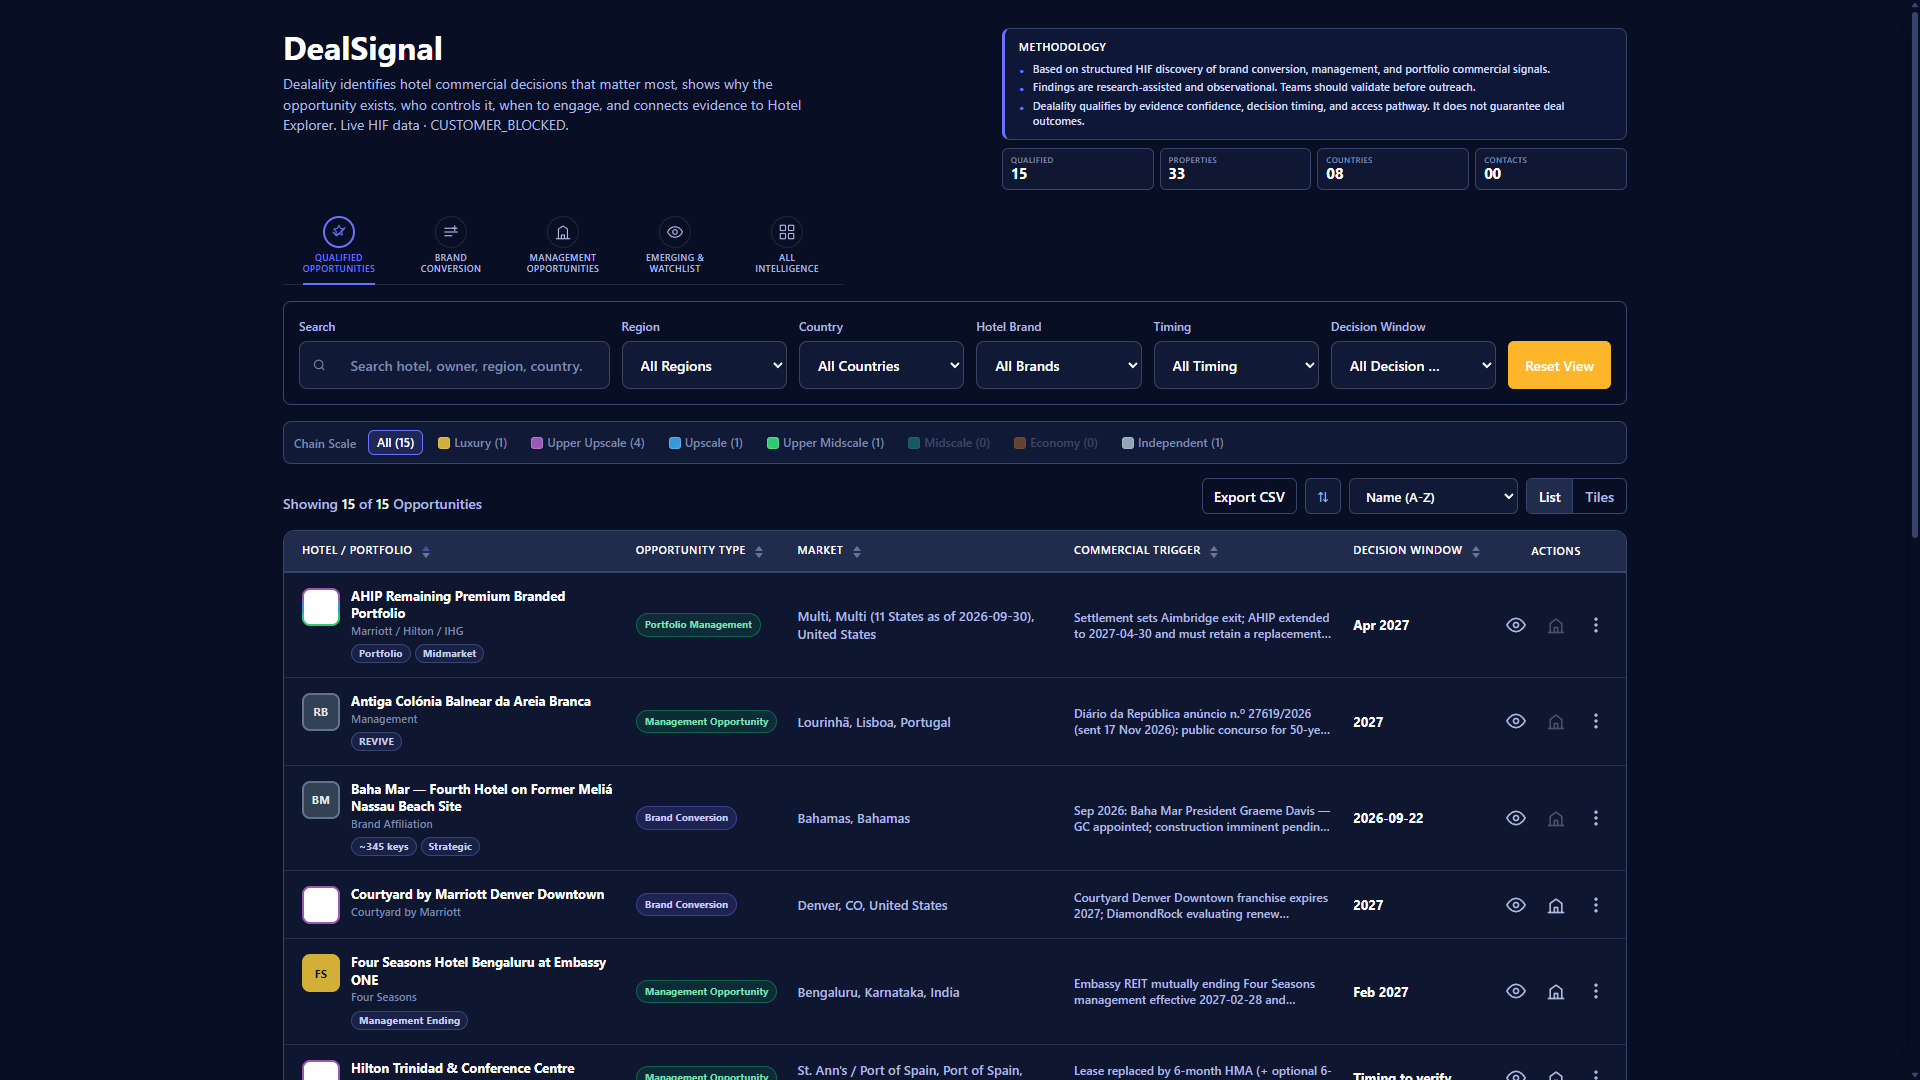 DealSignal
Dealality identifies hotel commercial decisions that matter most, shows why the
opportunity exists, who controls it, when to engage, and connects evidence to Hotel
Explorer. Live HIF data · CUSTOMER_BLOCKED.
METHODOLOGY
• Based on structured HIF discovery of brand conversion, management, and portfolio commercial signals.
• Findings are research-assisted and observational. Teams should validate before outreach.
• Dealality qualifies by evidence confidence, decision timing, and access pathway. It does not guarantee deal
outcomes.
QUALIFIED PROPERTIES COUNTRIES CONTACTS
15 33 08 00
QUALIFIED BRAND MANAGEMENT EMERGING & ALL
OPPORTUNITIES CONVERSION OPPORTUNITIES WATCHLIST INTELLIGENCE
Search Region Country Hotel Brand Timing Decision Window
Search hotel, owner, region, country. All Regions All Countries All Brands All Timing All Decision ... Reset View
Chain Scale All (15) Luxury (1) Upper Upscale (4) Upscale (1) Upper Midscale (1) Midscale (0) Economy (0) Independent (1)
Showing 15 of 15 Opportunities
Export CSV Name (A-Z) List Tiles
HOTEL / PORTFOLIO OPPORTUNITY TYPE MARKET COMMERCIAL TRIGGER DECISION WINDOW ACTIONS
AHIP Remaining Premium Branded
Portfolio
Marriott / Hilton / IHG
Portfolio Midmarket
Portfolio Management
Multi, Multi (11 States as of 2026-09-30),
United States
Settlement sets Aimbridge exit; AHIP extended
to 2027-04-30 and must retain a replacement...
Apr 2027
RB
Antiga Colónia Balnear da Areia Branca
Management
REVIVE
Management Opportunity
Lourinhã, Lisboa, Portugal
Diário da República anúncio n.º 27619/2026
(sent 17 Nov 2026): public concurso for 50-ye...
2027
BM
Baha Mar — Fourth Hotel on Former Meliá
Nassau Beach Site
Brand Affiliation
~345 keys Strategic
Brand Conversion
Bahamas, Bahamas
Sep 2026: Baha Mar President Graeme Davis —
GC appointed; construction imminent pendin...
2026-09-22
Courtyard by Marriott Denver Downtown
Courtyard by Marriott
Brand Conversion
Denver, CO, United States
Courtyard Denver Downtown franchise expires
2027; DiamondRock evaluating renew...
2027
FS
Four Seasons Hotel Bengaluru at Embassy
ONE
Four Seasons
Management Ending
Management Opportunity
Bengaluru, Karnataka, India
Embassy REIT mutually ending Four Seasons
management effective 2027-02-28 and...
Feb 2027
Hilton Trinidad & Conference Centre
Management Opportunity
St. Ann's / Port of Spain, Port of Spain,
Lease replaced by 6-month HMA (+ optional 6-
Timing to verify